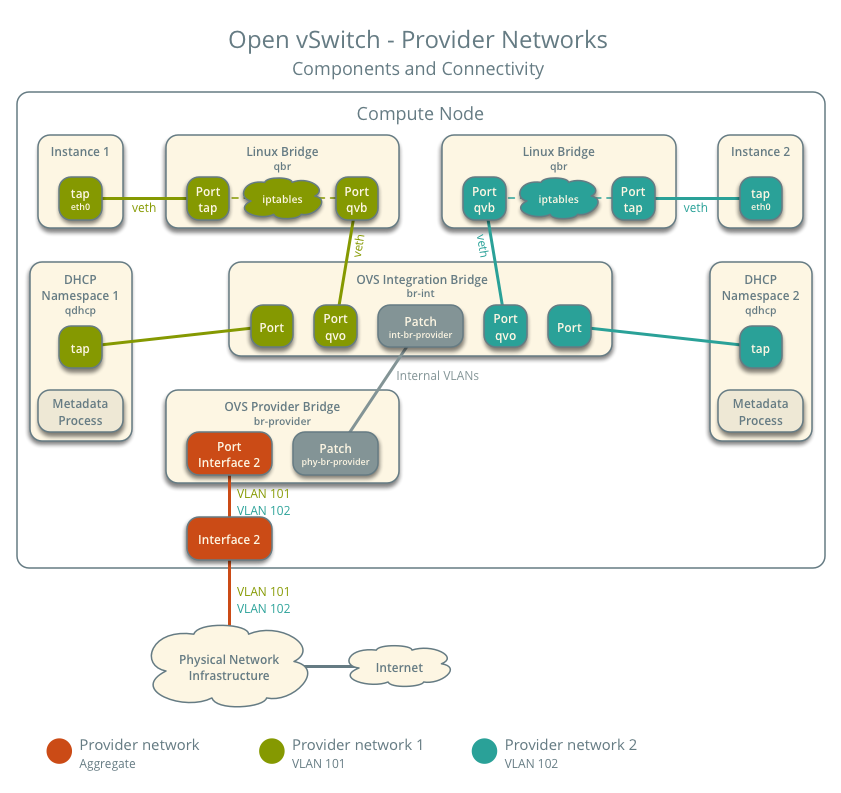 Open vSwitch - Provider Networks
Components and Connectivity
Compute Node
Instance 1
tap
eth0
veth
Linux Bridge
qbr
Port
tap
iptables
Port
qvb
veth
Linux Bridge
qbr
Port
qvb
iptables
Port
tap
veth
veth
Instance 2
tap
eth0
DHCP
Namespace 1
qdhcp
tap
Metadata
Process
OVS Integration Bridge
br-int
Port
Port
qvo
Patch
int-br-provider
Port
qvo
Port
DHCP
Namespace 2
qdhcp
tap
Metadata
Process
Internal VLANs
OVS Provider Bridge
br-provider
Port
Interface 2
Patch
phy-br-provider
VLAN 101
VLAN 102
Interface 2
VLAN 101
VLAN 102
Physical Network
Infrastructure
Internet
Provider network
Aggregate
Provider network 1
VLAN 101
Provider network 2
VLAN 102